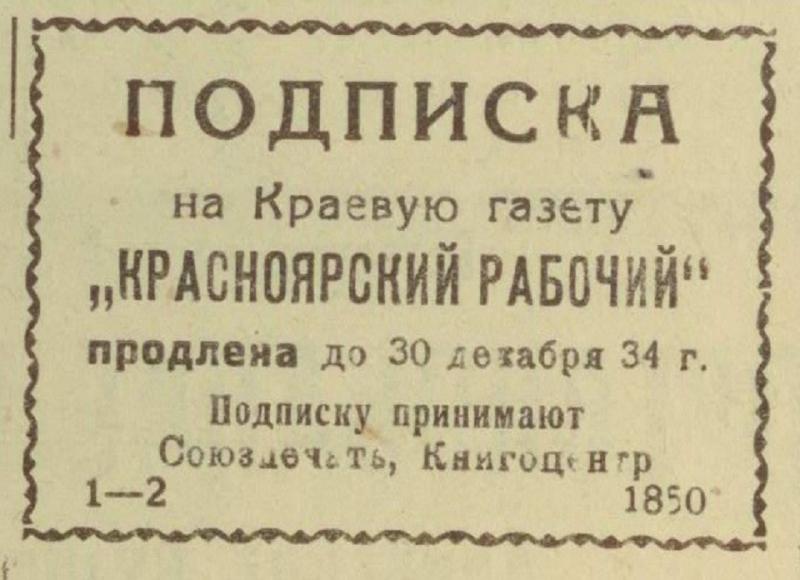 ПОДПИСКА
на Краевую газету
„КРАСНОЯРСКИЙ РАБОЧИЙ“
продлена до 30 декабря 34 г.
Подписку принимают
Союзпечать, Книгоцентр
1—2 1850